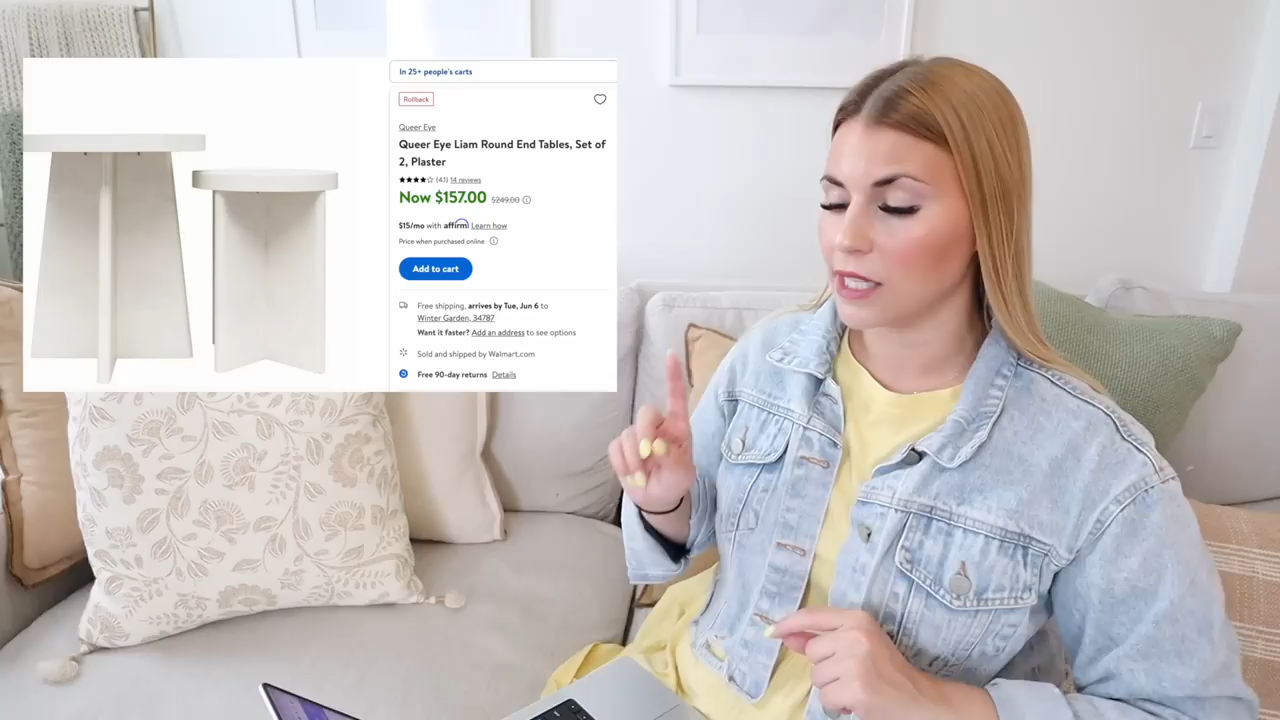 In 25+ people's carts
Rollback
Queer Eye
Queer Eye Liam Round End Tables, Set of
2, Plaster
(4.1) 14 reviews
Now $157.00 $249.00
$15/mo with affirm Learn how
Price when purchased online
Add to cart
Free shipping, arrives by Tue, Jun 6 to
Winter Garden, 34787
Want it faster? Add an address to see options
Sold and shipped by Walmart.com
Free 90-day returns Details